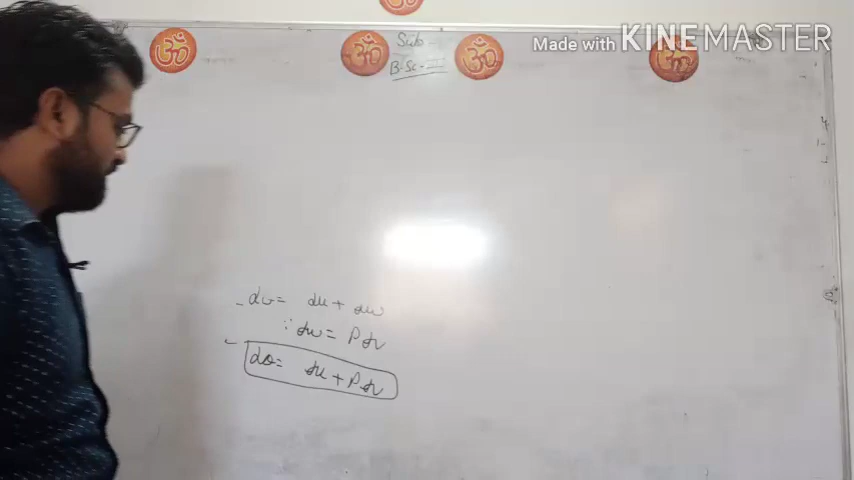 ॐ
ॐ ॐ ॐ ॐ
Sub -
B.Sc.-III
Made with KINEMASTER
dQ = du + dw
∵ dw = Pdv
dQ = du + Pdv